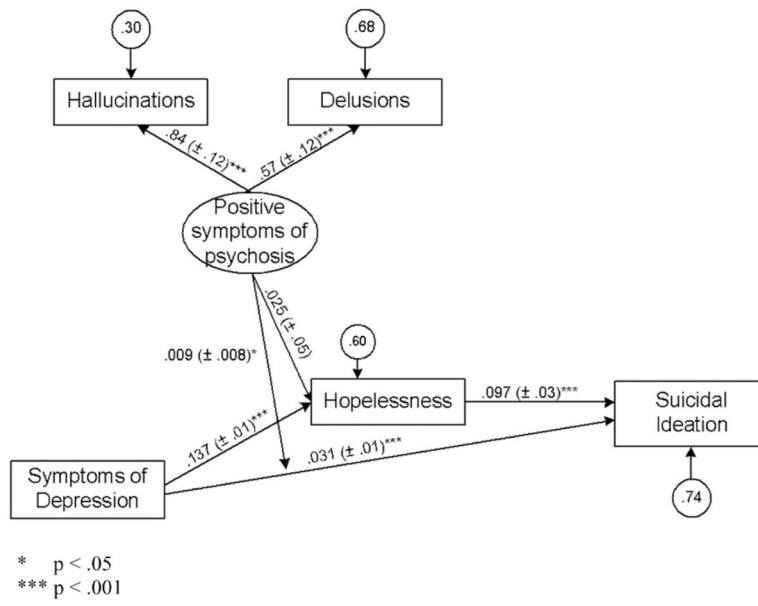 .30
.68
Hallucinations
Delusions
.84 (± .12)***
.57 (± .12)***
Positive
symptoms of
psychosis
.025 (± .05)
.009 (± .008)*
.60
Hopelessness
.097 (± .03)***
Suicidal
Ideation
.137 (± .01)***
.031 (± .01)***
Symptoms of
Depression
.74
* p < .05
*** p < .001